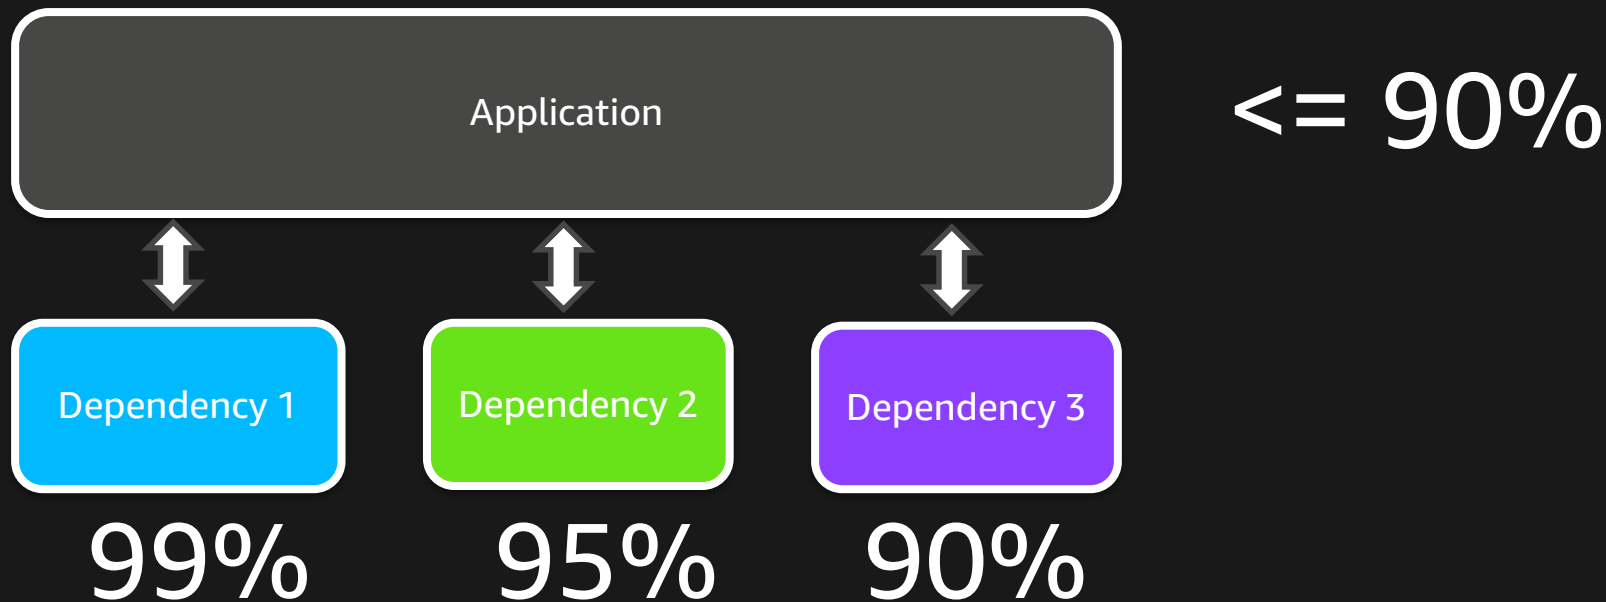 Application
<= 90%
Dependency 1
Dependency 2
Dependency 3
99%
95%
90%